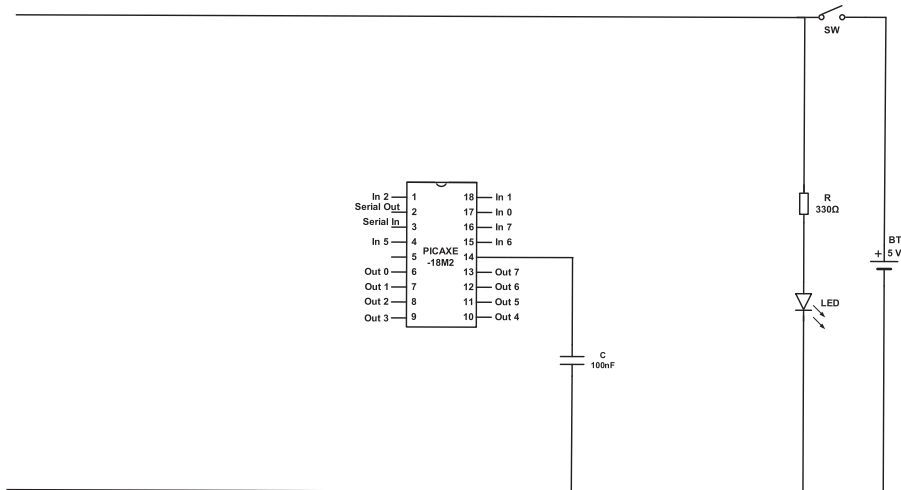 SW
In 2 1 18 In 1
Serial Out 2 17 In 0
Serial In 3 16 In 7
In 5 4 15 In 6
PICAXE
-18M2
5 14
Out 0 6 13 Out 7
Out 1 7 12 Out 6
Out 2 8 11 Out 5
Out 3 9 10 Out 4
C
100nF
R
330Ω
LED
BT
+ 5 V